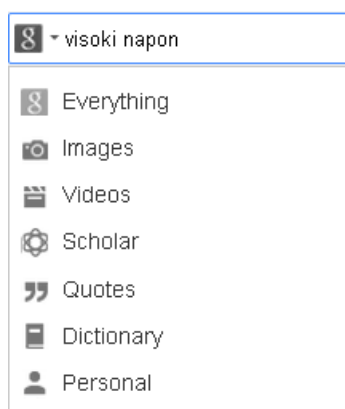 visoki napon
Everything
Images
Videos
Scholar
Quotes
Dictionary
Personal